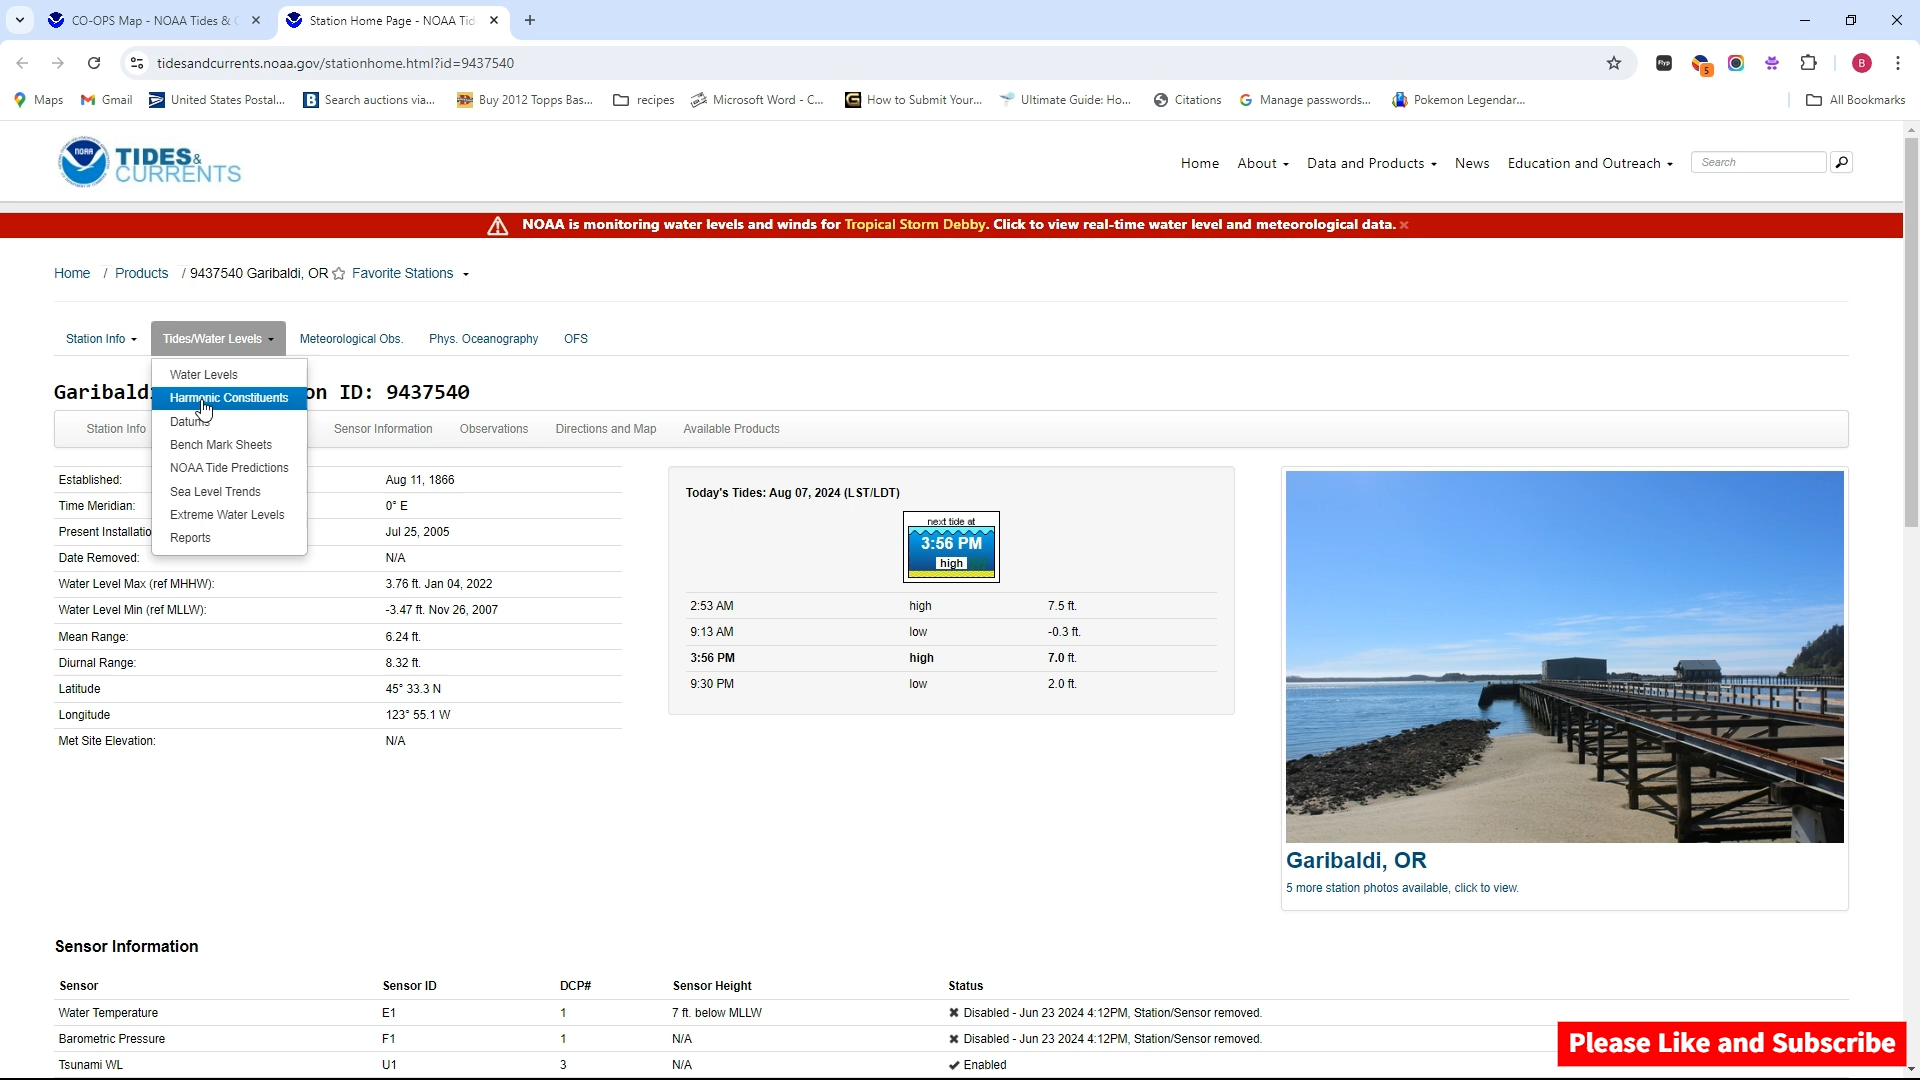 CO-OPS Map - NOAA Tides &
Station Home Page - NOAA Tid
tidesandcurrents.noaa.gov/stationhome.html?id=9437540
Flyp
5
B
Maps
Gmail
United States Postal...
Search auctions via...
Buy 2012 Topps Bas...
recipes
Microsoft Word - C...
How to Submit Your...
Ultimate Guide: Ho...
Citations
Manage passwords...
Pokemon Legendar...
All Bookmarks
NOAA
TIDES &
CURRENTS
Home
About
Data and Products
News
Education and Outreach
Search
NOAA is monitoring water levels and winds for Tropical Storm Debby. Click to view real-time water level and meteorological data. ×
Home / Products / 9437540 Garibaldi, OR Favorite Stations
Station Info
Tides/Water Levels
Meteorological Obs.
Phys. Oceanography
OFS
Water Levels
Harmonic Constituents
Datums
Bench Mark Sheets
NOAA Tide Predictions
Sea Level Trends
Extreme Water Levels
Reports
Garibald on ID: 9437540
Station Info
Sensor Information
Observations
Directions and Map
Available Products
Established: Aug 11, 1866
Time Meridian: 0° E
Present Installatio Jul 25, 2005
Date Removed: N/A
Water Level Max (ref MHHW): 3.76 ft. Jan 04, 2022
Water Level Min (ref MLLW): -3.47 ft. Nov 26, 2007
Mean Range: 6.24 ft.
Diurnal Range: 8.32 ft.
Latitude 45° 33.3 N
Longitude 123° 55.1 W
Met Site Elevation: N/A
Today's Tides: Aug 07, 2024 (LST/LDT)
next tide at
3:56 PM
high
2:53 AM high 7.5 ft.
9:13 AM low -0.3 ft.
3:56 PM high 7.0 ft.
9:30 PM low 2.0 ft.
Garibaldi, OR
5 more station photos available, click to view.
Sensor Information
Sensor Sensor ID DCP# Sensor Height Status
Water Temperature E1 1 7 ft. below MLLW ✖ Disabled - Jun 23 2024 4:12PM, Station/Sensor removed.
Barometric Pressure F1 1 N/A ✖ Disabled - Jun 23 2024 4:12PM, Station/Sensor removed.
Tsunami WL U1 3 N/A ✔ Enabled
Please Like and Subscribe